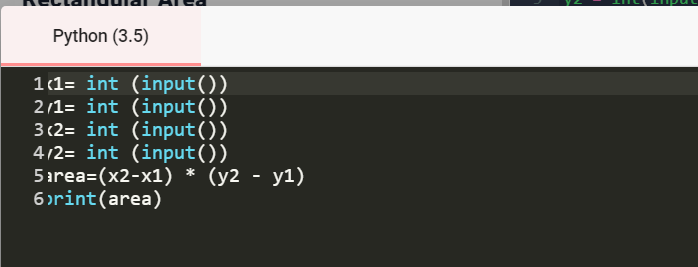 Rectangular Area
y2 = int(input
Python (3.5)
1 x1= int (input())
2 y1= int (input())
3 x2= int (input())
4 y2= int (input())
5 area=(x2-x1) * (y2 - y1)
6 print(area)